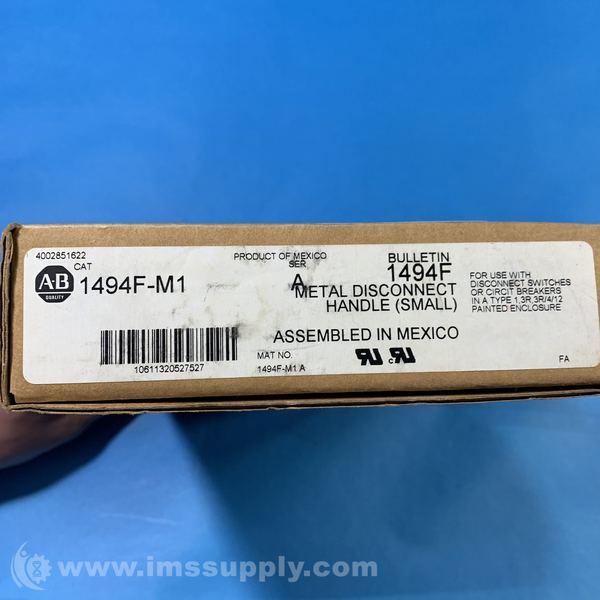 4002851622
CAT
PRODUCT OF MEXICO
SER
BULLETIN
A-B
QUALITY
1494F-M1
A
1494F
METAL DISCONNECT
HANDLE (SMALL)
FOR USE WITH
DISCONNECT SWITCHES
OR CIRCIT BREAKERS
IN A TYPE 1,3R,3R/4/12
PAINTED ENCLOSURE
ASSEMBLED IN MEXICO
10611320527527
MAT NO.
1494F-M1 A
c
FA
www.imssupply.com